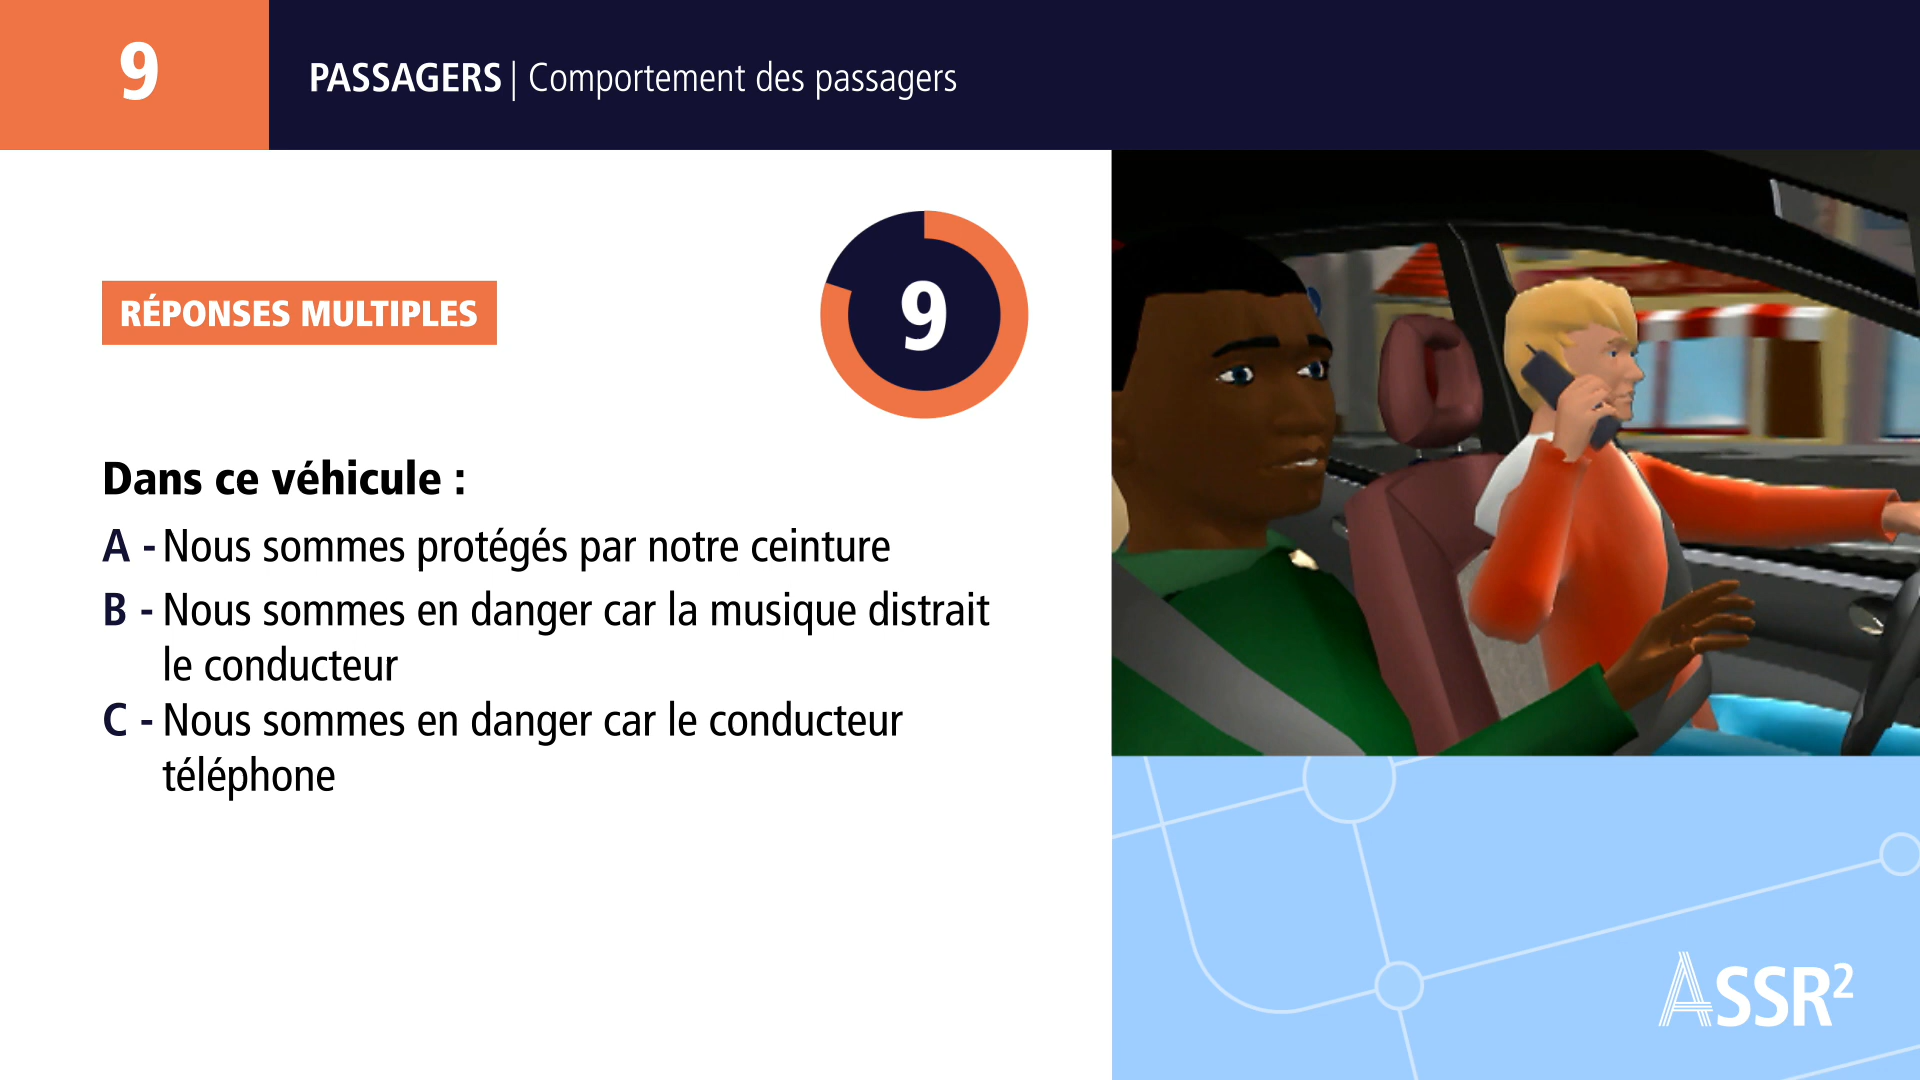 9
PASSAGERS | Comportement des passagers
RÉPONSES MULTIPLES
9
Dans ce véhicule :
A - Nous sommes protégés par notre ceinture
B - Nous sommes en danger car la musique distrait
le conducteur
C - Nous sommes en danger car le conducteur
téléphone
ASSR²